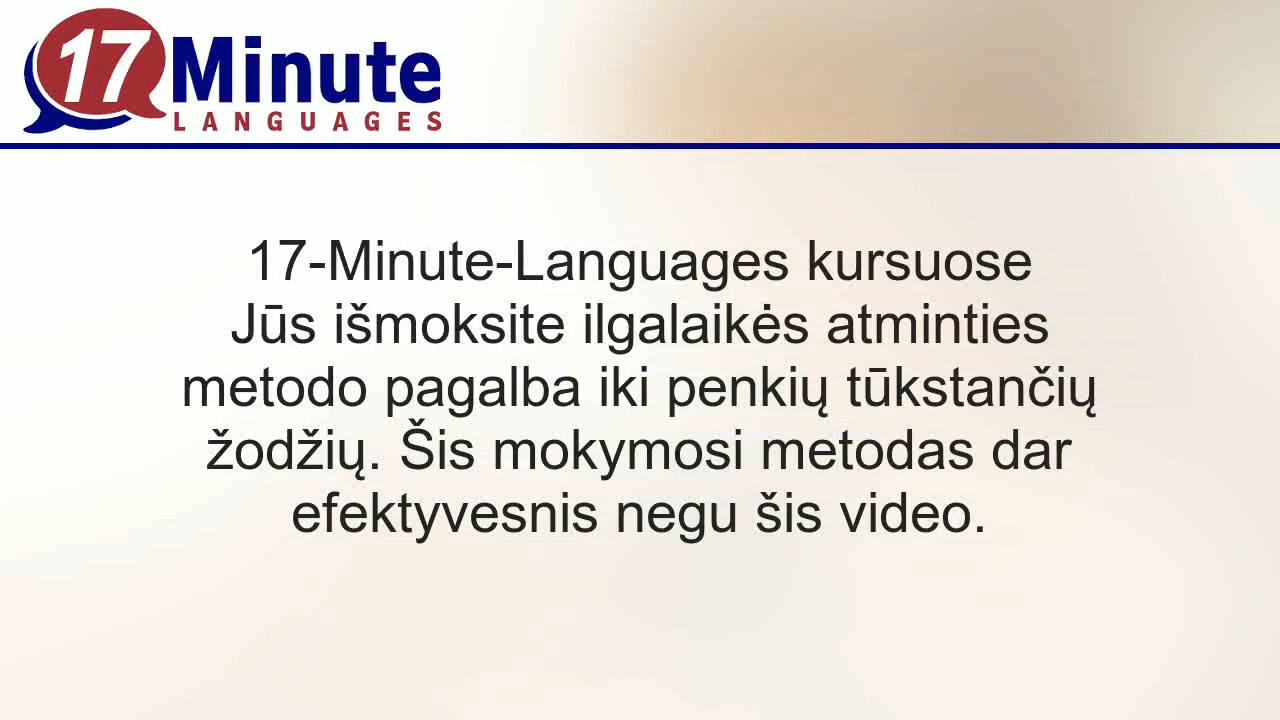 17 Minute
LANGUAGES
17-Minute-Languages kursuose
Jūs išmoksite ilgalaikės atminties
metodo pagalba iki penkių tūkstančių
žodžių. Šis mokymosi metodas dar
efektyvesnis negu šis video.